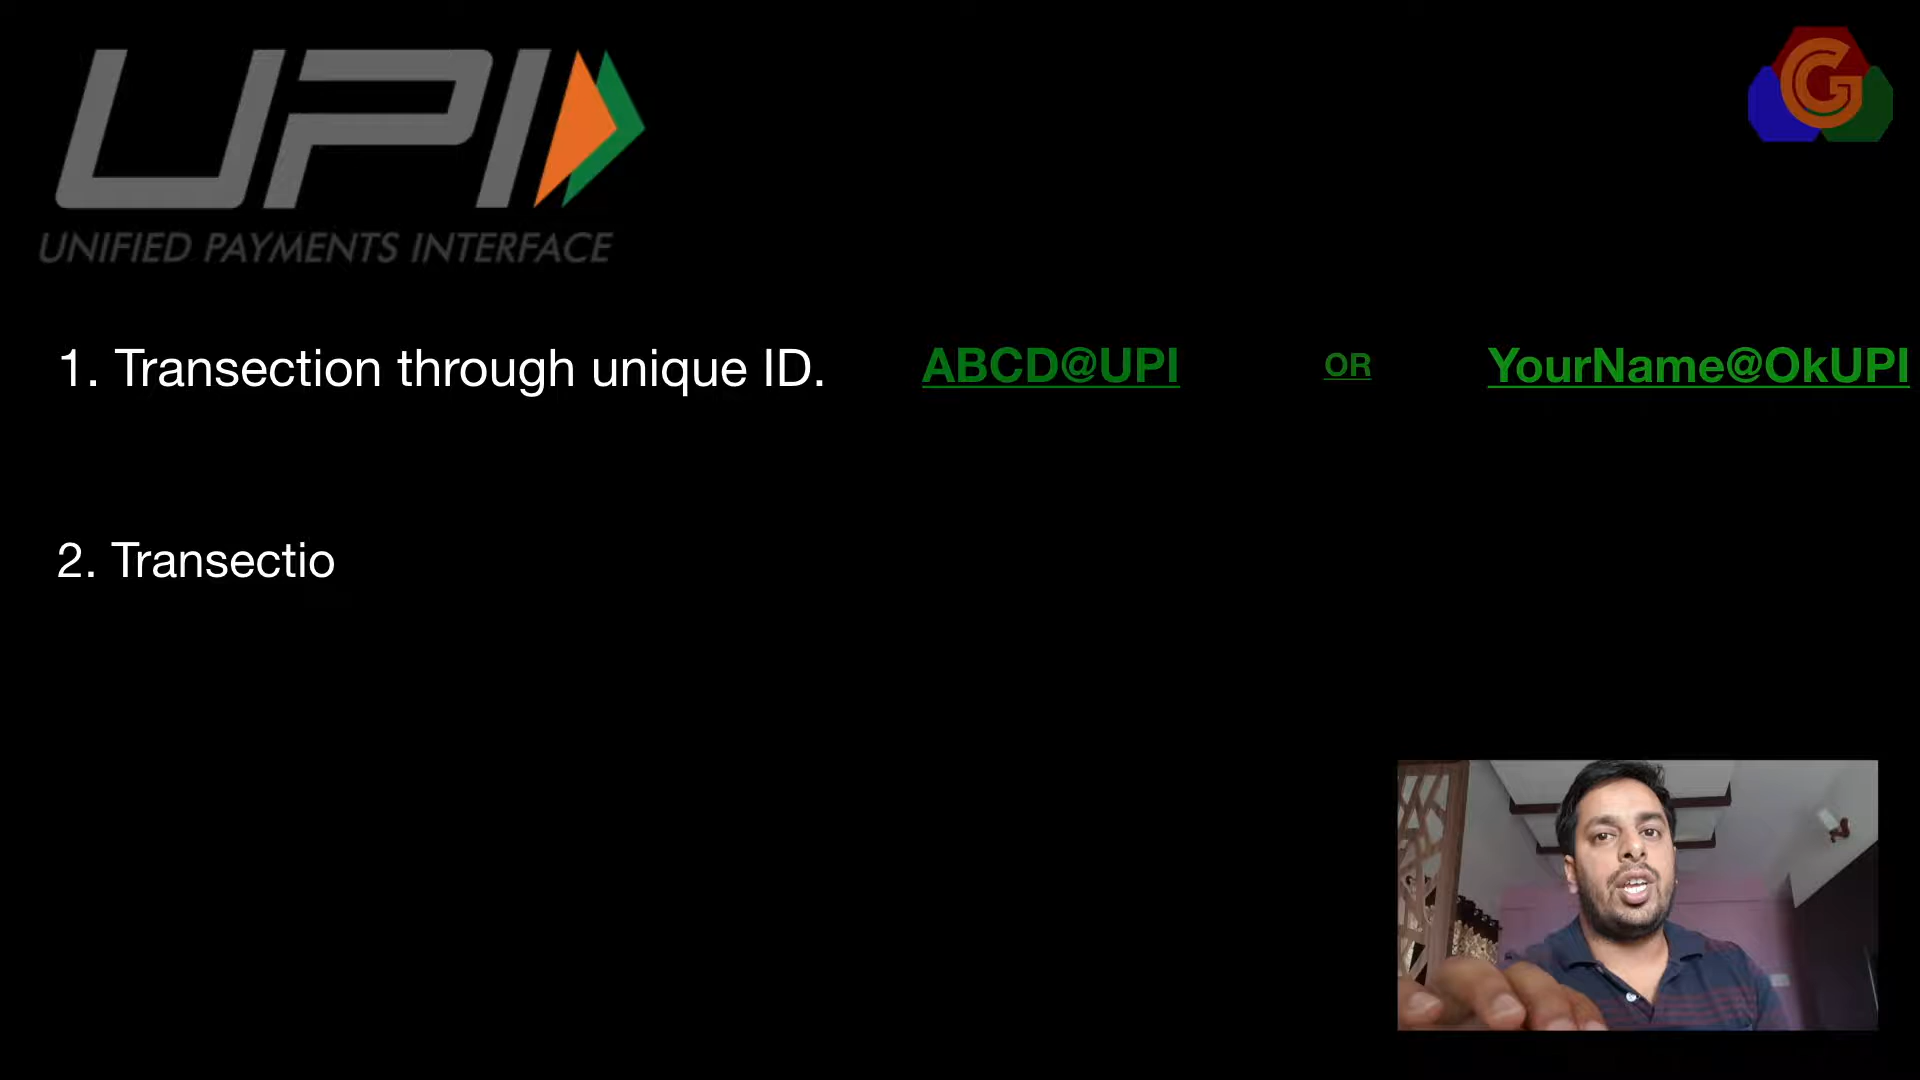 UPI
UNIFIED PAYMENTS INTERFACE
G
1. Transection through unique ID. ABCD@UPI OR YourName@OkUPI
2. Transectio